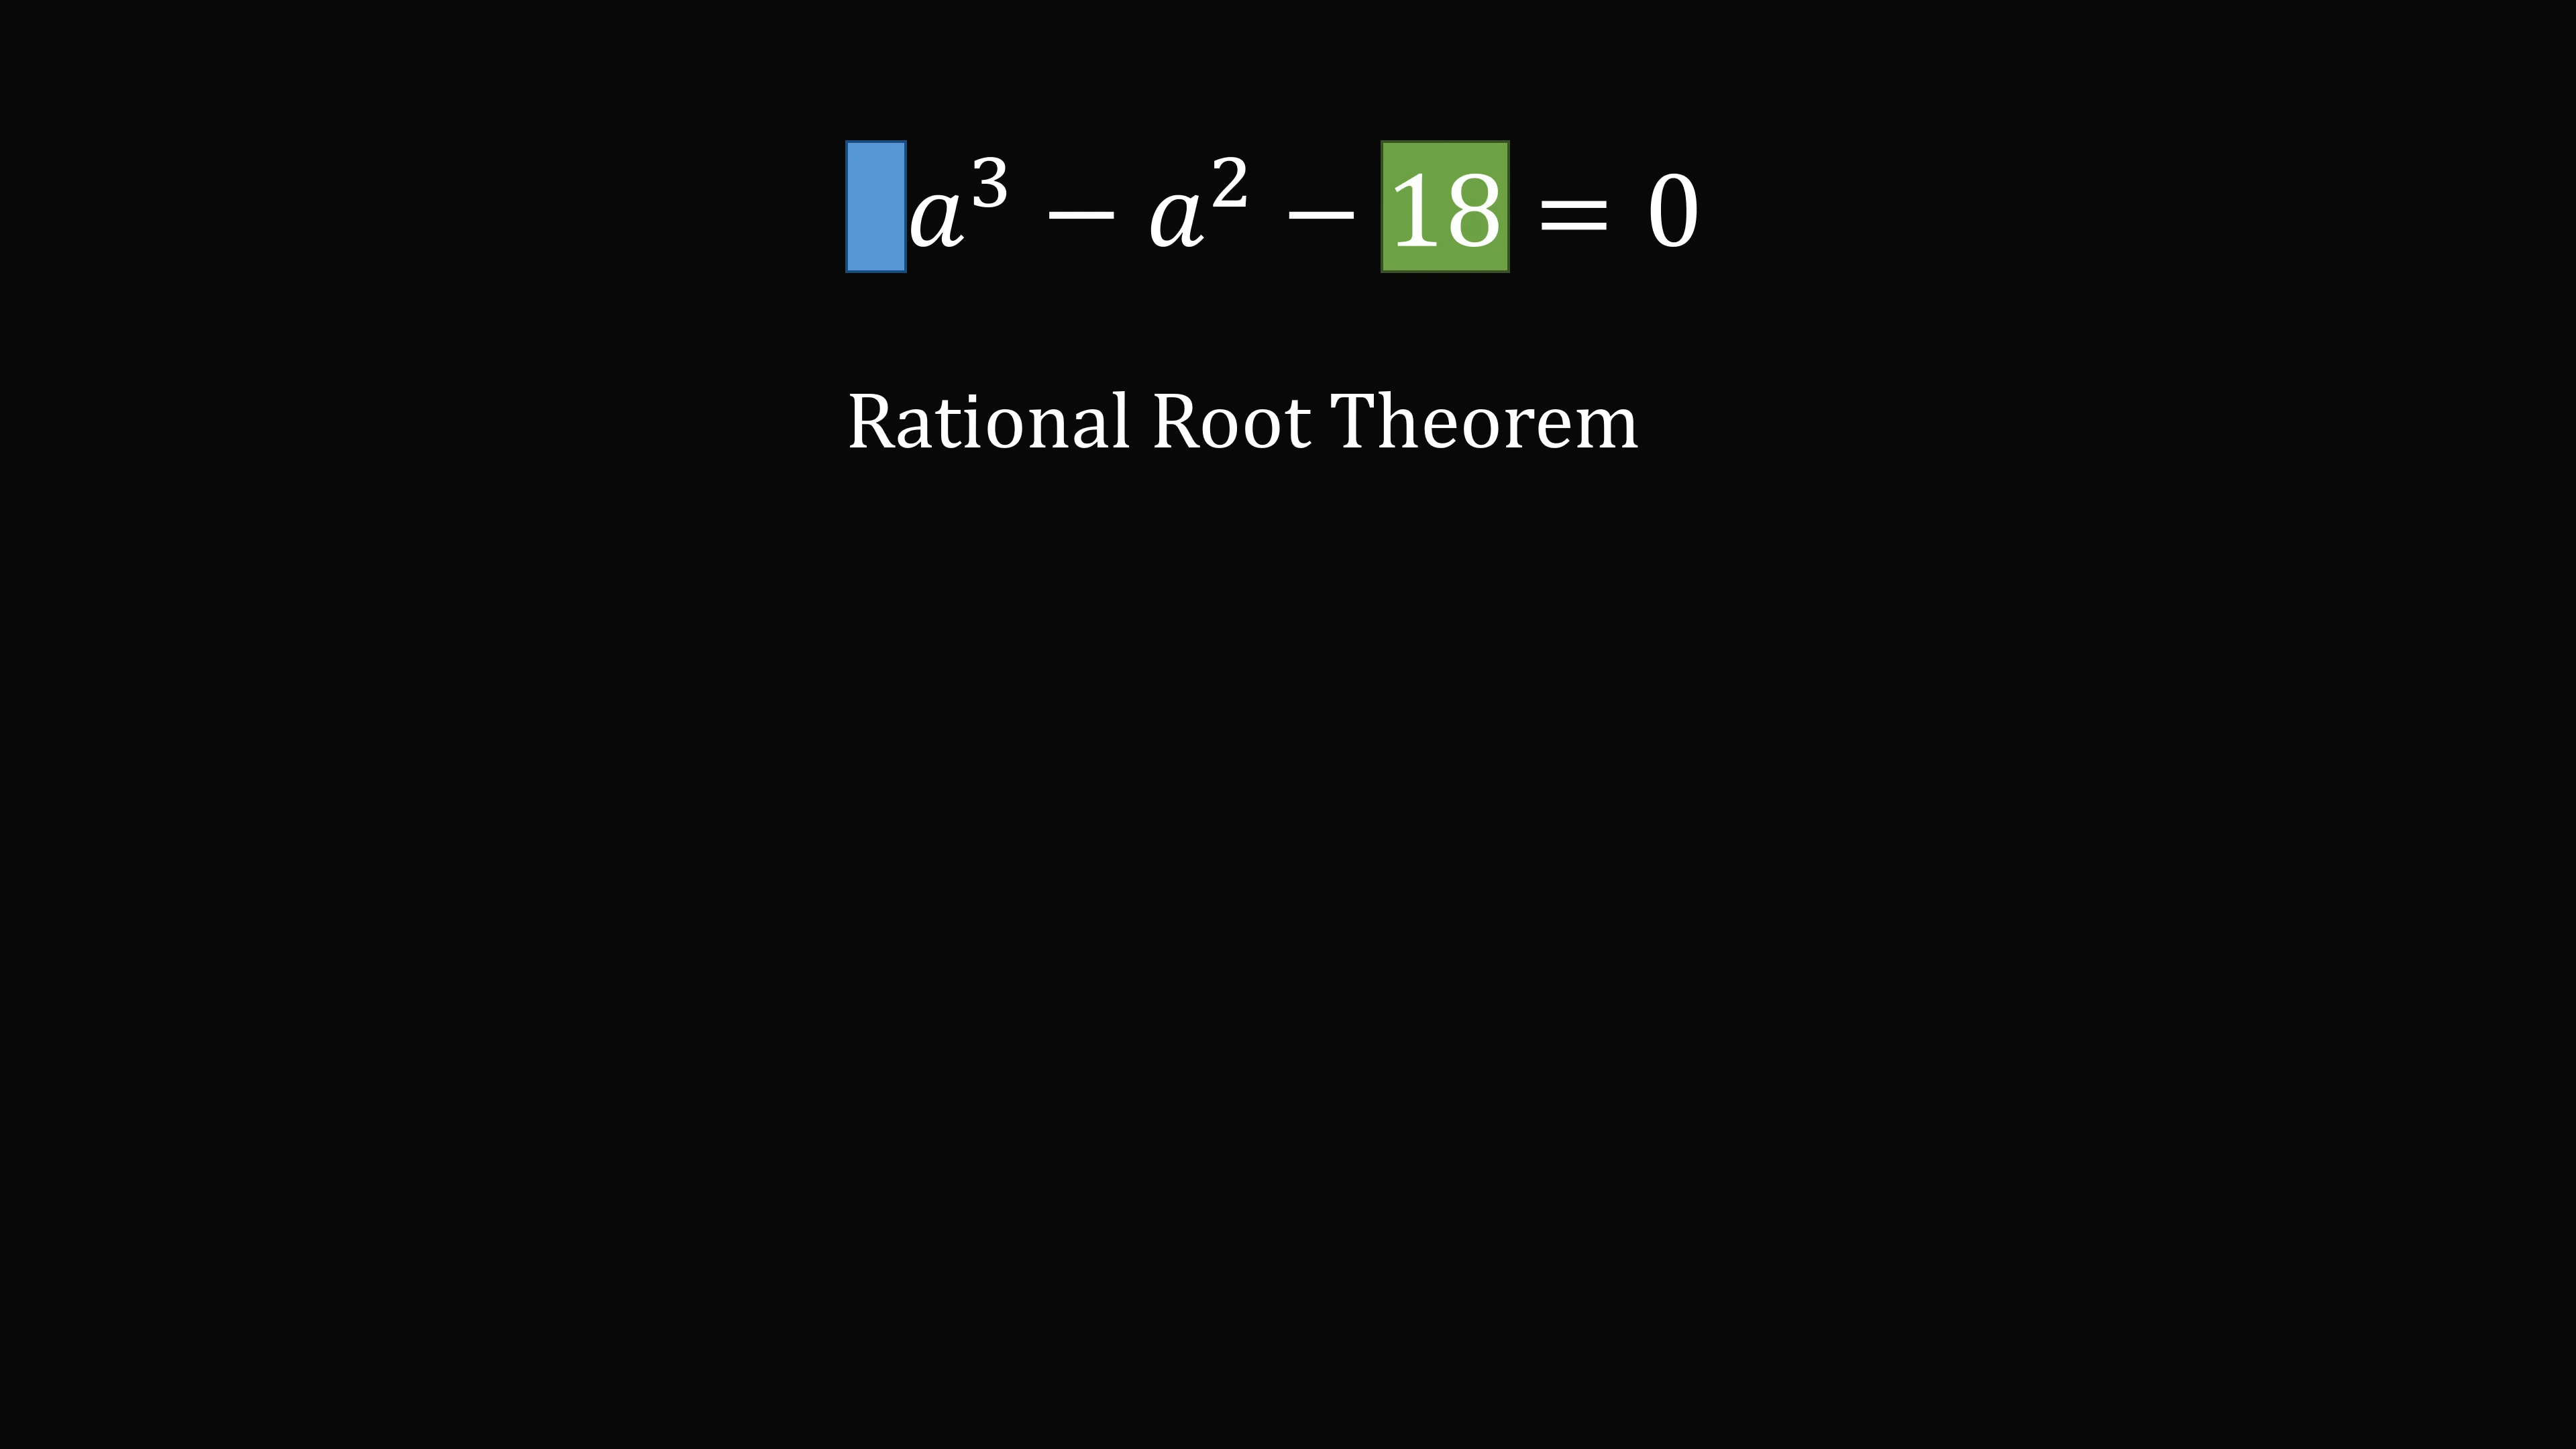 a³ − a² − 18 = 0
Rational Root Theorem